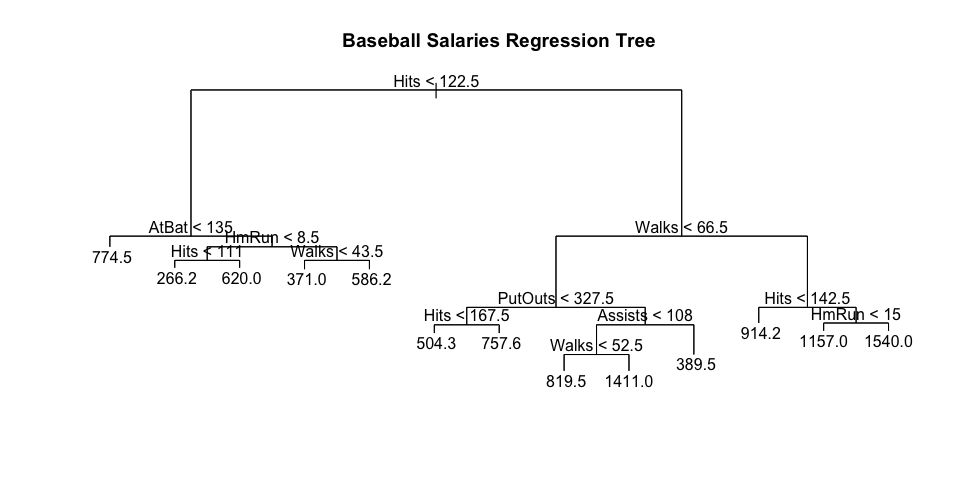 Baseball Salaries Regression Tree
Hits < 122.5
AtBat < 135
HmRun < 8.5
Hits < 111
Walks < 43.5
774.5
266.2
620.0
371.0
586.2
Walks < 66.5
PutOuts < 327.5
Hits < 167.5
Assists < 108
504.3
757.6
Walks < 52.5
389.5
819.5
1411.0
Hits < 142.5
HmRun < 15
914.2
1157.0
1540.0